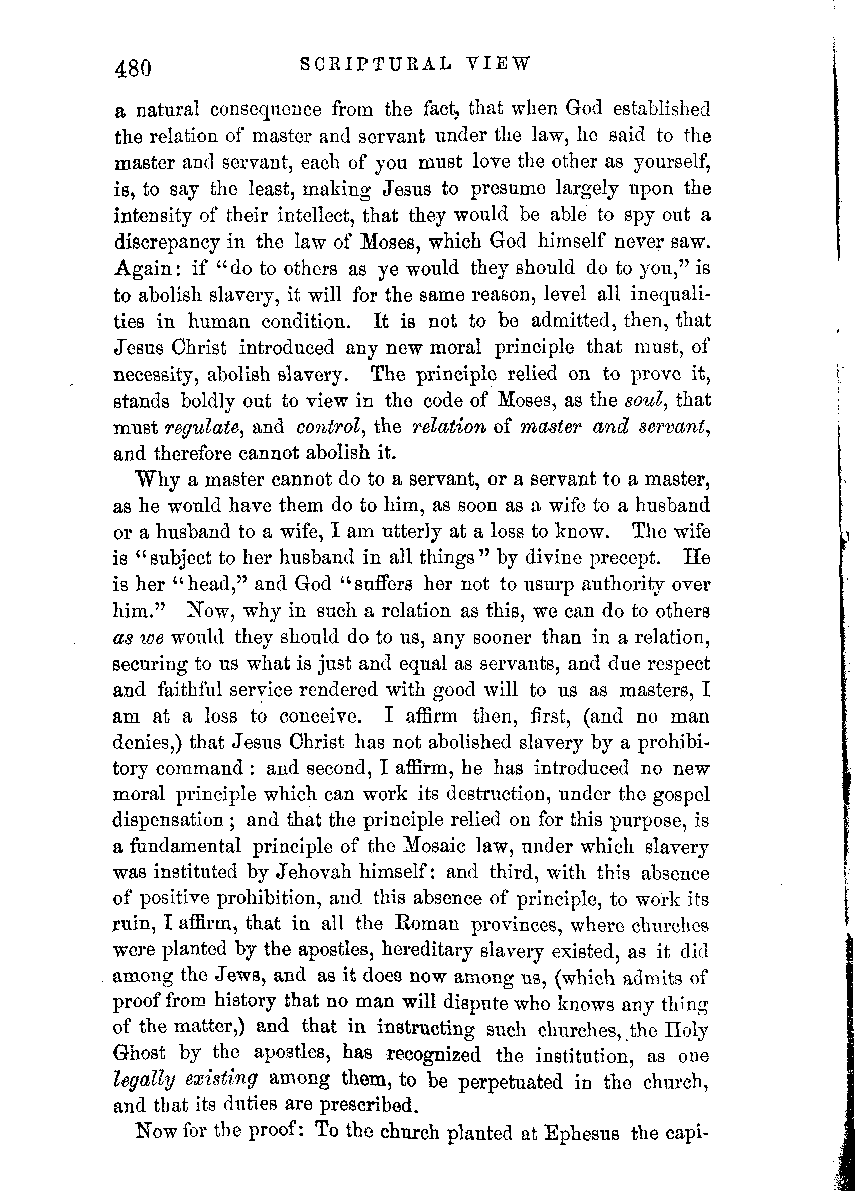 480 SCRIPTURAL VIEW
a natural consequence from the fact, that when God established
the relation of master and servant under the law, he said to the
master and servant, each of you must love the other as yourself,
is, to say the least, making Jesus to presume largely upon the
intensity of their intellect, that they would be able to spy out a
discrepancy in the law of Moses, which God himself never saw.
Again: if “do to others as ye would they should do to you,” is
to abolish slavery, it will for the same reason, level all inequali-
ties in human condition. It is not to be admitted, then, that
Jesus Christ introduced any new moral principle that must, of
necessity, abolish slavery. The principle relied on to prove it,
stands boldly out to view in the code of Moses, as the soul, that
must regulate, and control, the relation of master and servant,
and therefore cannot abolish it.
Why a master cannot do to a servant, or a servant to a master,
as he would have them do to him, as soon as a wife to a husband
or a husband to a wife, I am utterly at a loss to know. The wife
is “subject to her husband in all things” by divine precept. He
is her “head,” and God “suffers her not to usurp authority over
him.” Now, why in such a relation as this, we can do to others
as we would they should do to us, any sooner than in a relation,
securing to us what is just and equal as servants, and due respect
and faithful service rendered with good will to us as masters, I
am at a loss to conceive. I affirm then, first, (and no man
denies,) that Jesus Christ has not abolished slavery by a prohibi-
tory command : and second, I affirm, he has introduced no new
moral principle which can work its destruction, under the gospel
dispensation ; and that the principle relied on for this purpose, is
a fundamental principle of the Mosaic law, under which slavery
was instituted by Jehovah himself: and third, with this absence
of positive prohibition, and this absence of principle, to work its
ruin, I affirm, that in all the Roman provinces, where churches
were planted by the apostles, hereditary slavery existed, as it did
among the Jews, and as it does now among us, (which admits of
proof from history that no man will dispute who knows any thing
of the matter,) and that in instructing such churches, the Holy
Ghost by the apostles, has recognized the institution, as one
legally existing among them, to be perpetuated in the church,
and that its duties are prescribed.
Now for the proof: To the church planted at Ephesus the capi-